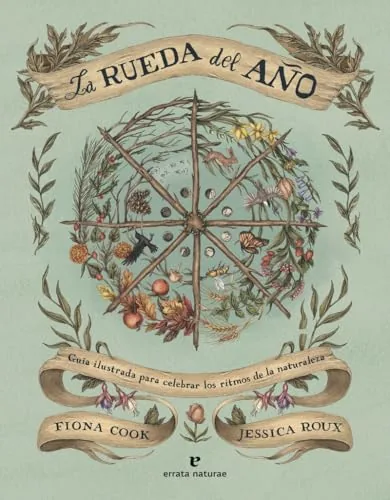 La RUEDA del AÑO
Guía ilustrada para celebrar los ritmos de la naturaleza
FIONA COOK
JESSICA ROUX
e
errata naturae